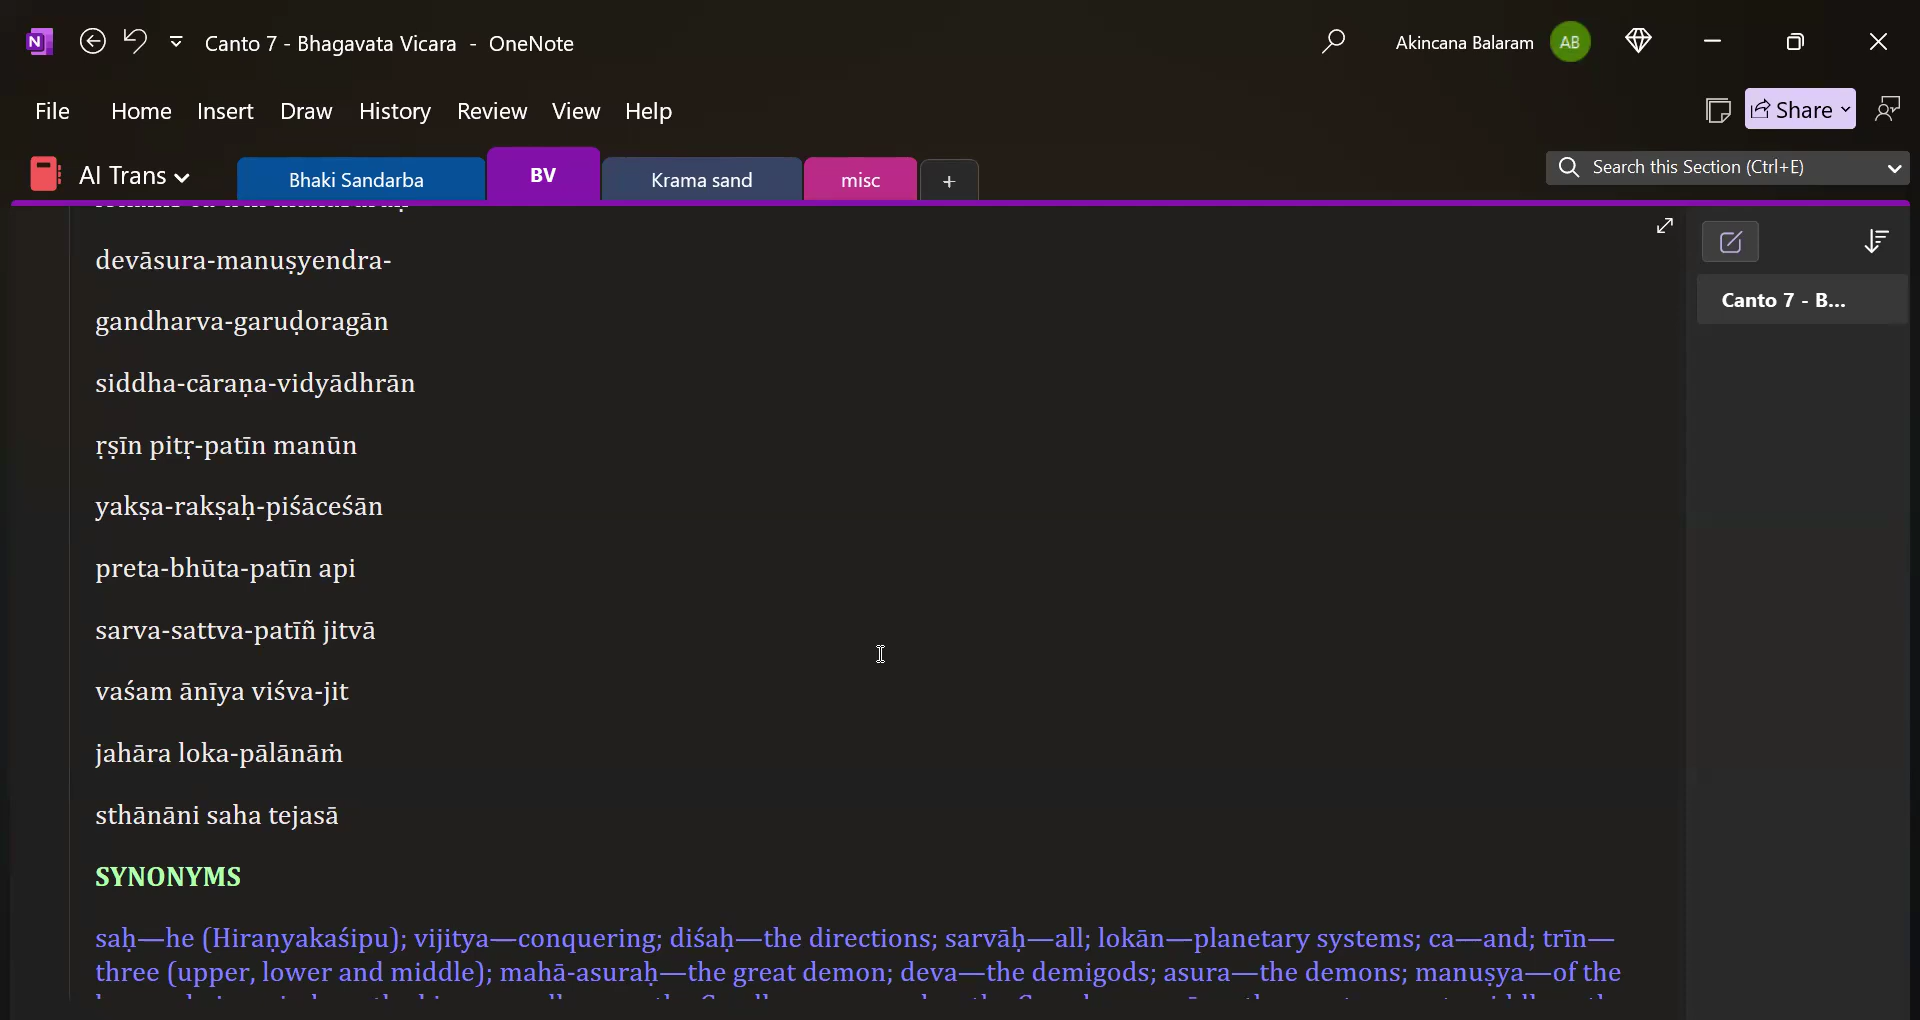 N
Canto 7 - Bhagavata Vicara - OneNote
Akincana Balaram AB
File Home Insert Draw History Review View Help
Share
AI Trans
Bhaki Sandarba BV Krama sand misc +
Search this Section (Ctrl+E)
Canto 7 - B...
devāsura-manuṣyendra-
gandharva-garuḍoragān
siddha-cāraṇa-vidyādhrān
ṛṣīn pitṛ-patīn manūn
yakṣa-rakṣaḥ-piśāceśān
preta-bhūta-patīn api
sarva-sattva-patīñ jitvā
vaśam ānīya viśva-jit
jahāra loka-pālānāṁ
sthānāni saha tejasā
SYNONYMS
saḥ—he (Hiraṇyakaśipu); vijitya—conquering; diśaḥ—the directions; sarvāḥ—all; lokān—planetary systems; ca—and; trīn—
three (upper, lower and middle); mahā-asuraḥ—the great demon; deva—the demigods; asura—the demons; manuṣya—of the